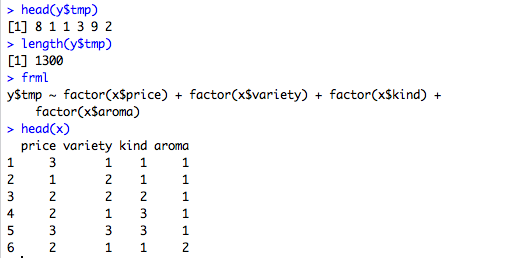 > head(y$tmp)
[1] 8 1 1 3 9 2
> length(y$tmp)
[1] 1300
> frml
y$tmp ~ factor(x$price) + factor(x$variety) + factor(x$kind) +
    factor(x$aroma)
> head(x)
  price variety kind aroma
1     3       1    1     1
2     1       2    1     1
3     2       2    2     1
4     2       1    3     1
5     3       3    3     1
6     2       1    1     2